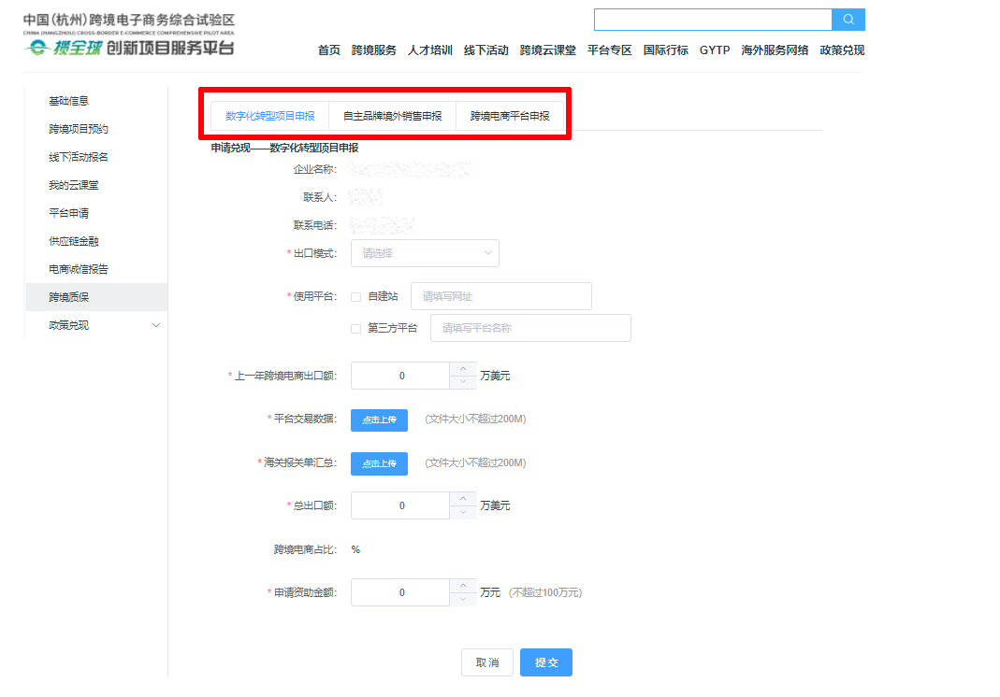 中国(杭州)跨境电子商务综合试验区
CHINA (HANGZHOU) CROSS-BORDER E-COMMERCE COMPREHENSIVE PILOT AREA
揽全球 创新项目服务平台
首页 跨境服务 人才培训 线下活动 跨境云课堂 平台专区 国际行标 GYTP 海外服务网络 政策兑现
基础信息
跨境项目预约
线下活动报名
我的云课堂
平台申请
供应链金融
电商诚信报告
跨境质保
政策兑现
数字化转型项目申报 自主品牌境外销售申报 跨境电商平台申报
申请兑现——数字化转型项目申报
企业名称:
联系人:
联系电话:
* 出口模式: 请选择
* 使用平台: 自建站 请填写网址
第三方平台 请填写平台名称
* 上一年跨境电商出口额: 0 万美元
* 平台交易数据: 点击上传 (文件大小不超过200M)
* 海关报关单汇总: 点击上传 (文件大小不超过200M)
* 总出口额: 0 万美元
跨境电商占比: %
* 申请资助金额: 0 万元 (不超过100万元)
取消 提交